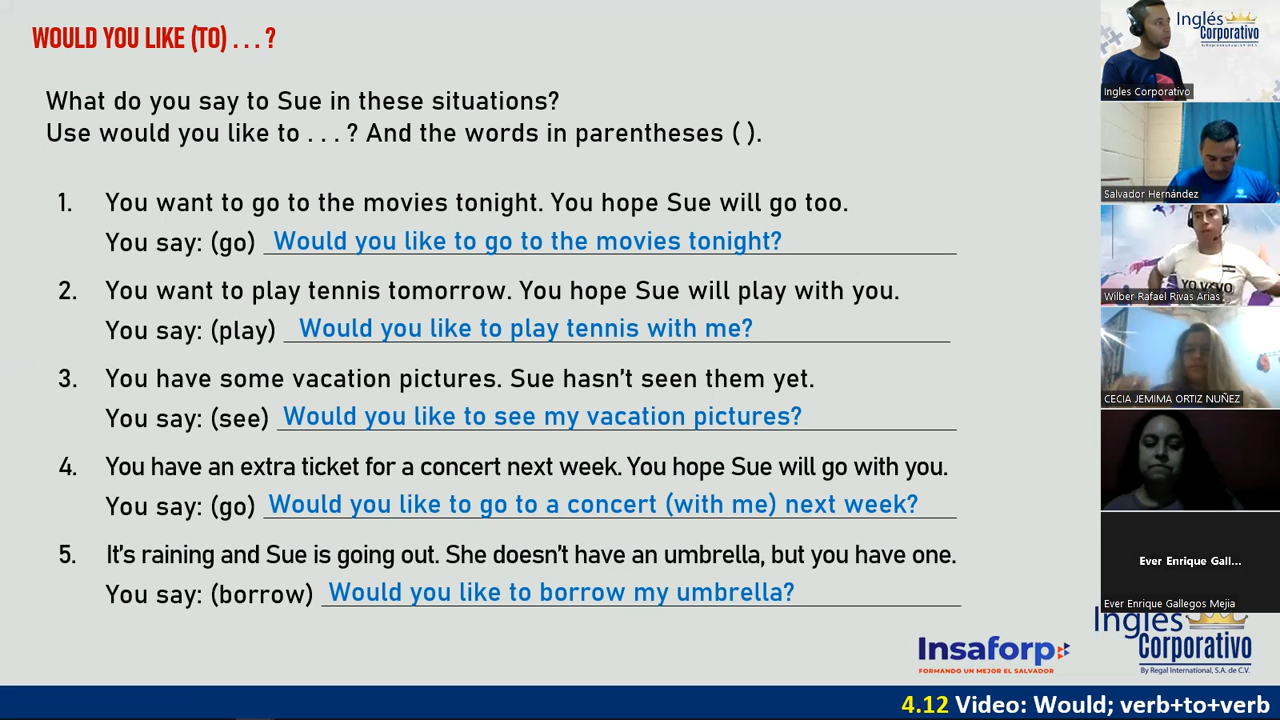 WOULD YOU LIKE (TO) . . . ?
What do you say to Sue in these situations?
Use would you like to . . . ? And the words in parentheses ( ).
1. You want to go to the movies tonight. You hope Sue will go too.
You say: (go) Would you like to go to the movies tonight?
2. You want to play tennis tomorrow. You hope Sue will play with you.
You say: (play) Would you like to play tennis with me?
3. You have some vacation pictures. Sue hasn't seen them yet.
You say: (see) Would you like to see my vacation pictures?
4. You have an extra ticket for a concert next week. You hope Sue will go with you.
You say: (go) Would you like to go to a concert (with me) next week?
5. It's raining and Sue is going out. She doesn't have an umbrella, but you have one.
You say: (borrow) Would you like to borrow my umbrella?
Inglés
Corporativo
Ingles Corporativo
Salvador Hernández
Wilber Rafael Rivas Arias
CECIA JEMIMA ORTIZ NUÑEZ
Ever Enrique Gall...
Ever Enrique Gallegos Mejia
Insaforp
FORMANDO UN MEJOR EL SALVADOR
Inglés
Corporativo
By Regal International, S.A. de C.V.
4.12 Video: Would; verb+to+verb